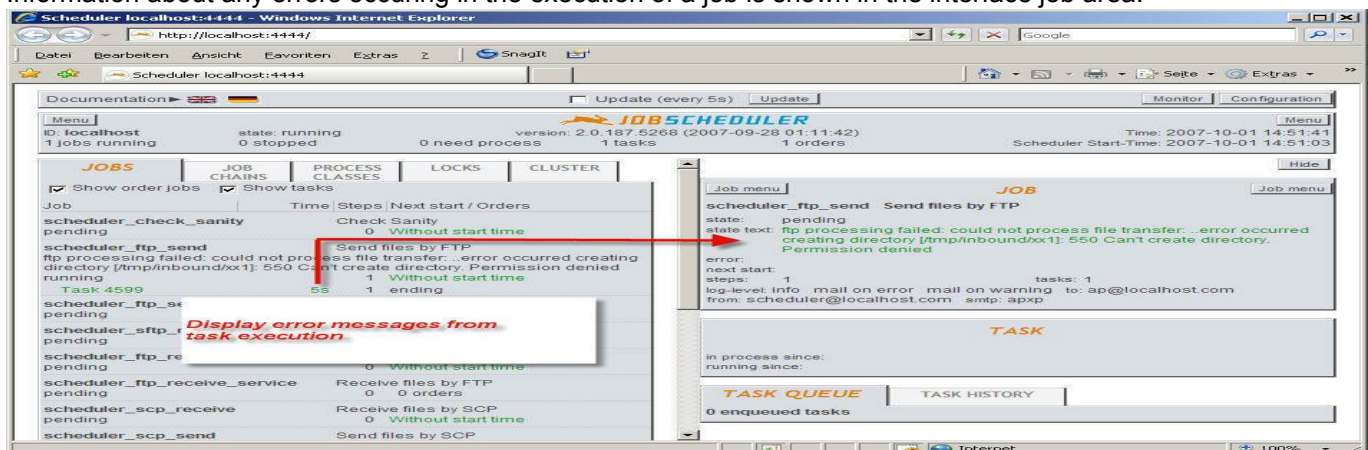 Information about any errors occuring in the execution of a job is shown in the interface job area.
Scheduler localhost:4444 - Windows Internet Explorer
http://localhost:4444/
Google
Datei Bearbeiten Ansicht Favoriten Extras ?
SnagIt
Scheduler localhost:4444
Seite Extras
Documentation
Update (every 5s) Update
Monitor Configuration
Menu
JOBSCHEDULER
Menu
ID: localhost state: running version: 2.0.187.5268 (2007-09-28 01:11:42) Time: 2007-10-01 14:51:41
1 jobs running 0 stopped 0 need process 1 tasks 1 orders Scheduler Start-Time: 2007-10-01 14:51:03
JOBS JOB CHAINS PROCESS CLASSES LOCKS CLUSTER
Show order jobs Show tasks
Job Time Steps Next start / Orders
scheduler_check_sanity Check Sanity
pending 0 Without start time
scheduler_ftp_send Send files by FTP
ftp processing failed: could not process file transfer: ..error occurred creating
directory [/tmp/inbound/xx1]: 550 Can't create directory. Permission denied
running 1 Without start time
Task 4599 5s 1 ending
scheduler_ftp_se
pending
scheduler_sftp_r
pending
scheduler_ftp_re
pending 0 Without start time
Display error messages from
task execution
scheduler_ftp_receive_service Receive files by FTP
pending 0 0 orders
scheduler_scp_receive Receive files by SCP
pending 0 Without start time
scheduler_scp_send Send files by SCP
Hide
Job menu JOB Job menu
scheduler_ftp_send Send files by FTP
state: pending
state text: ftp processing failed: could not process file transfer: ..error occurred
creating directory [/tmp/inbound/xx1]: 550 Can't create directory.
Permission denied
error:
next start:
steps: 1 tasks: 1
log-level: info mail on error mail on warning to: ap@localhost.com
from: scheduler@localhost.com smtp: apxp
TASK
in process since:
running since:
TASK QUEUE TASK HISTORY
0 enqueued tasks
Internet 100%